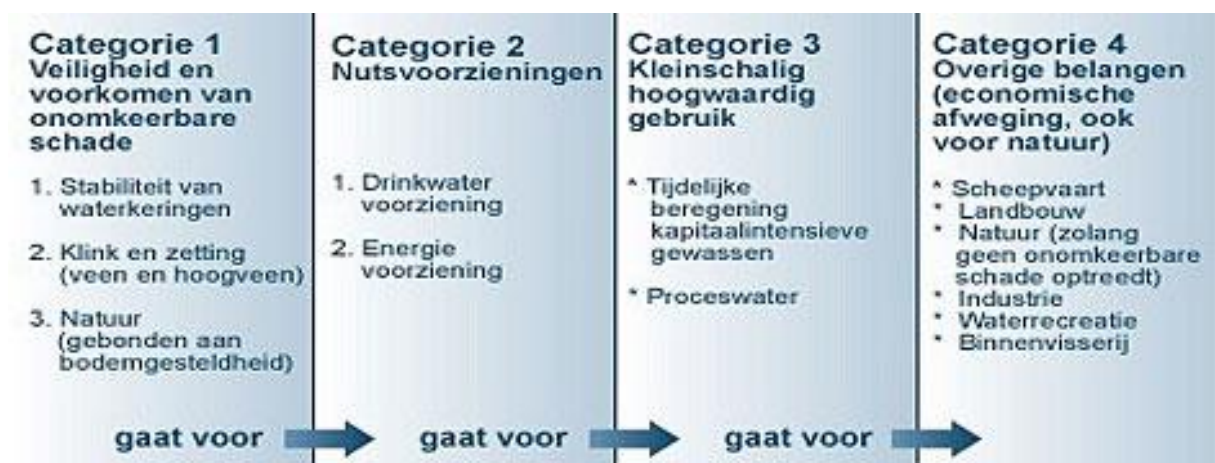 Categorie 1
Veiligheid en
voorkomen van
onomkeerbare
schade
1. Stabiliteit van
waterkeringen
2. Klink en zetting
(veen en hoogveen)
3. Natuur
(gebonden aan
bodemgesteldheid)
gaat voor
Categorie 2
Nutsvoorzieningen
1. Drinkwater
voorziening
2. Energie
voorziening
gaat voor
Categorie 3
Kleinschalig
hoogwaardig
gebruik
* Tijdelijke
beregening
kapitaalintensieve
gewassen
* Proceswater
gaat voor
Categorie 4
Overige belangen
(economische
afweging, ook
voor natuur)
* Scheepvaart
* Landbouw
* Natuur (zolang
geen onomkeerbare
schade optreedt)
* Industrie
* Waterrecreatie
* Binnenvisserij